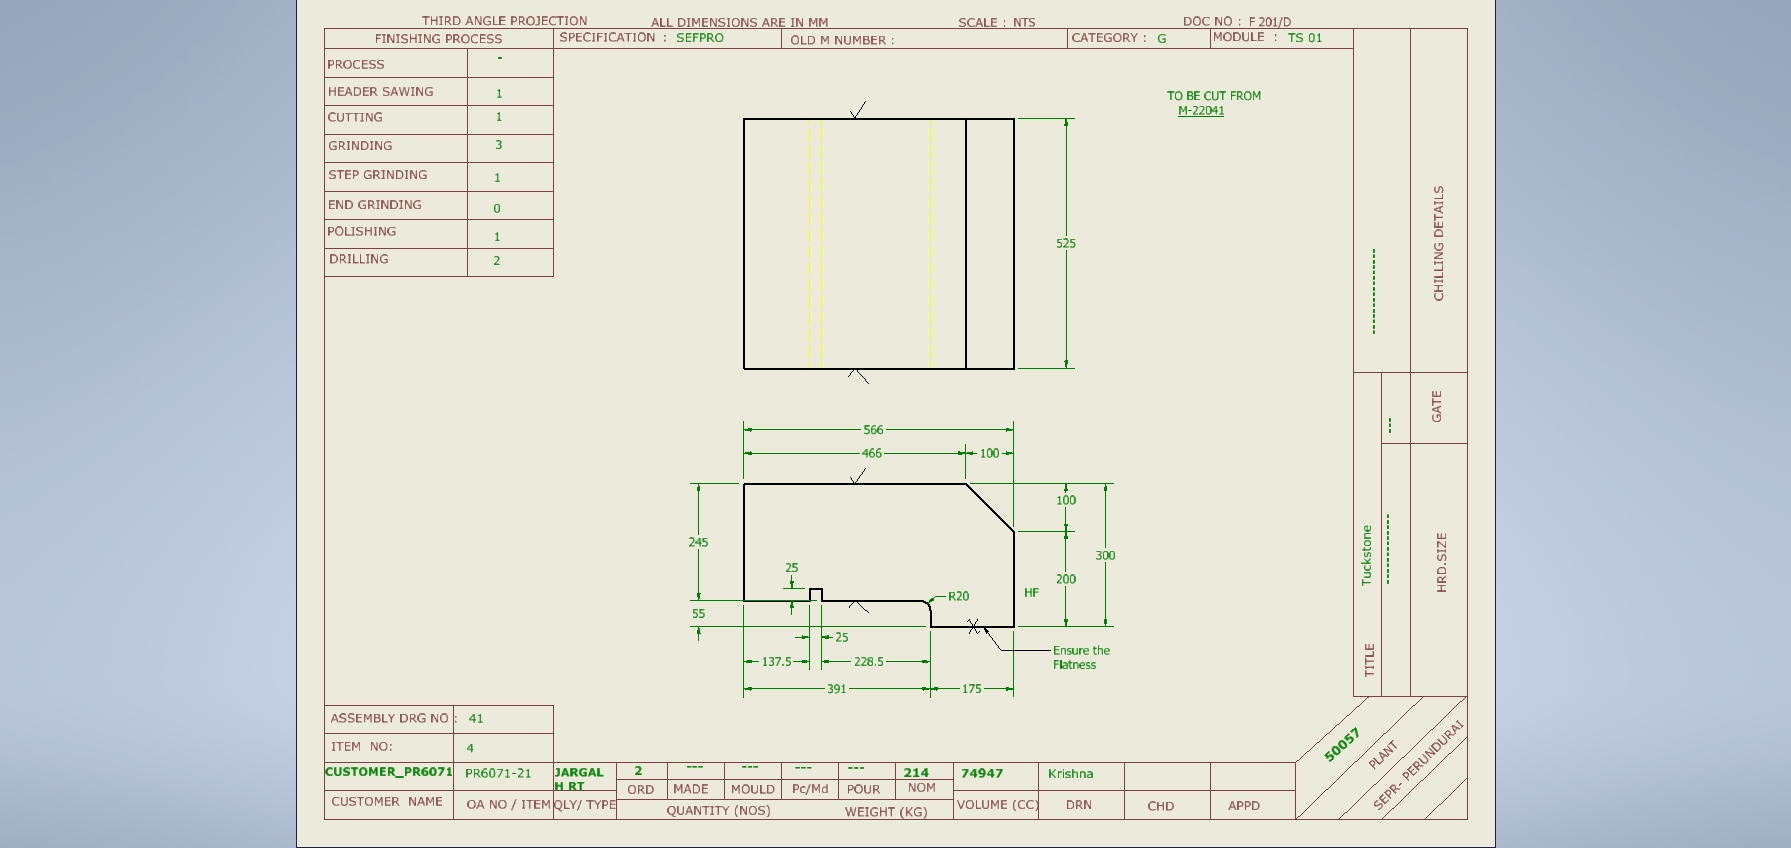 THIRD ANGLE PROJECTION ALL DIMENSIONS ARE IN MM SCALE : NTS DOC NO : F 201/D
FINISHING PROCESS SPECIFICATION : SEFPRO OLD M NUMBER : CATEGORY : G MODULE : TS 01
PROCESS -
HEADER SAWING 1
CUTTING 1
GRINDING 3
STEP GRINDING 1
END GRINDING 0
POLISHING 1
DRILLING 2
TO BE CUT FROM
M-22041
525
566
466 100
100
245
300
25
200
R20
HF
55
25
Ensure the
Flatness
137.5 228.5
391 175
CHILLING DETAILS
GATE
HRD.SIZE
Tuckstone
TITLE
ASSEMBLY DRG NO : 41
ITEM NO: 4
CUSTOMER_PR6071 PR6071-21 JARGAL
H RT
2 --- --- --- --- 214 74947 Krishna
ORD MADE MOULD Pc/Md POUR NOM
CUSTOMER NAME OA NO / ITEM QLY/ TYPE QUANTITY (NOS) WEIGHT (KG) VOLUME (CC) DRN CHD APPD
50057
PLANT
SEPR- PERUNDURAI